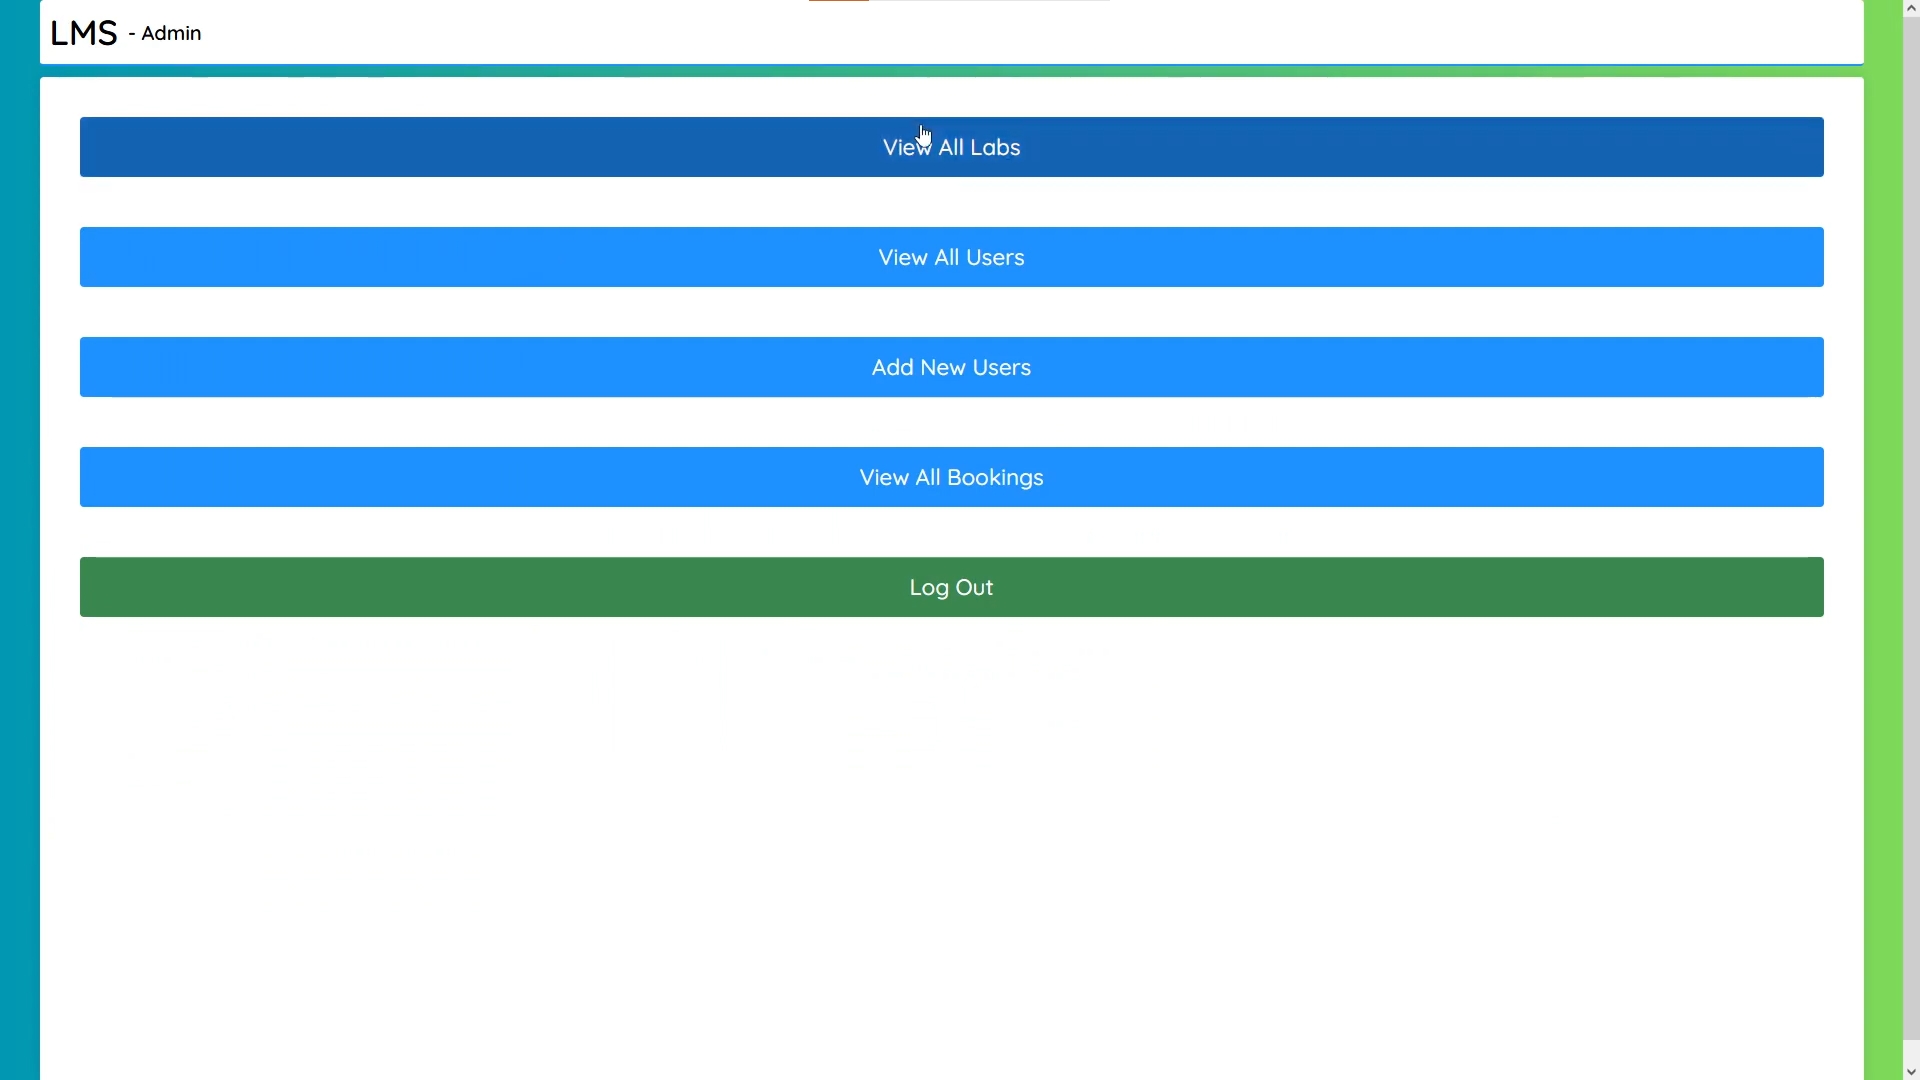 LMS - Admin
View All Labs
View All Users
Add New Users
View All Bookings
Log Out